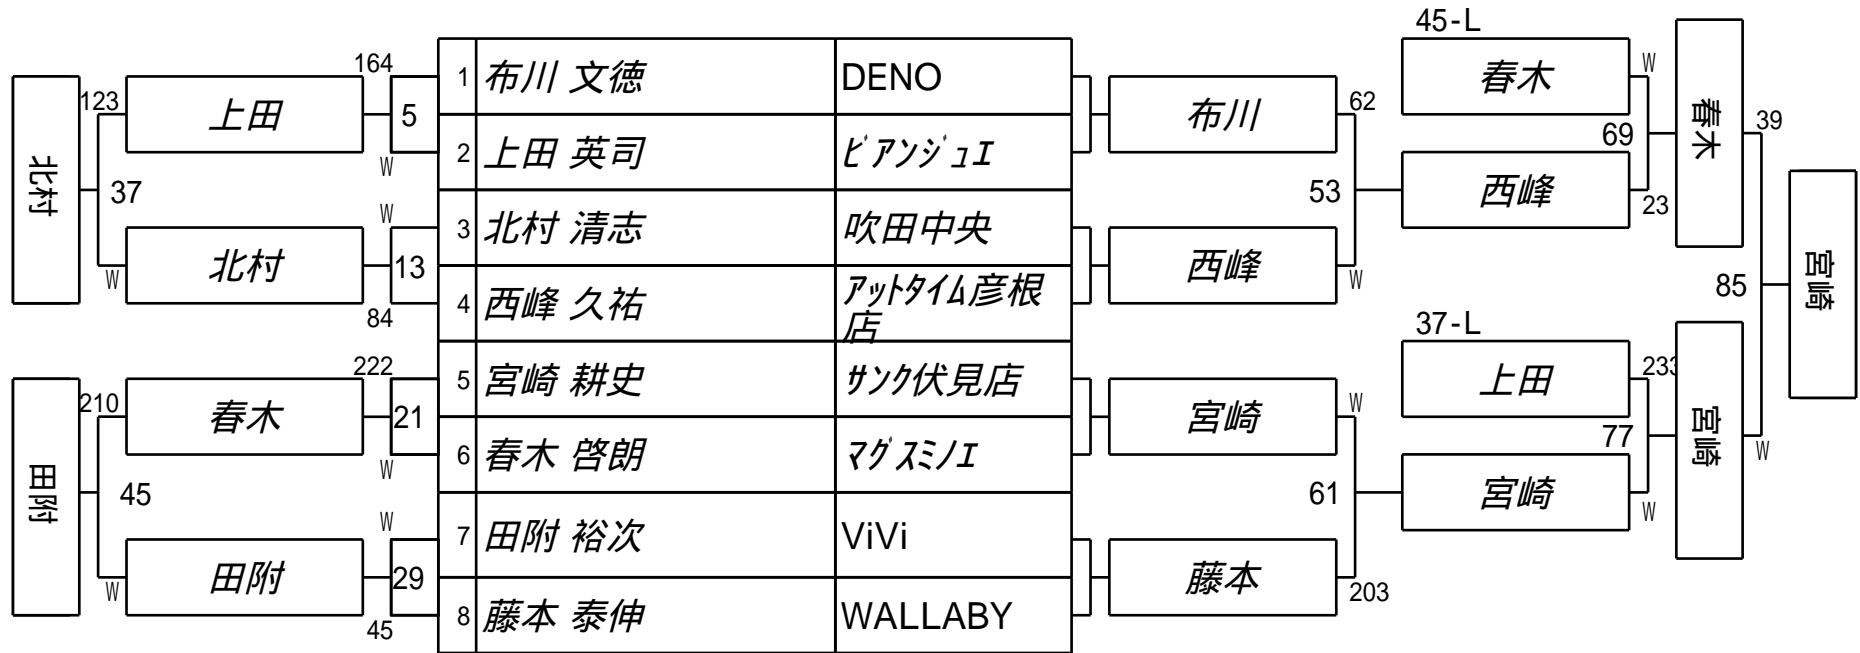 45-L
164
1 布川 文徳 DENO
春木
W
123
上田
5
布川
62
春木
39
W
2 上田 英司 ビアンジュエ
69
西峰
北村
37
53
23
宮崎
W
3 北村 清志 吹田中央
北村
13
西峰
W
W
4 西峰 久祐 アットタイム彦根
店
85
84
37-L
222
5 宮崎 耕史 サンク伏見店
上田
233
210
春木
21
宮崎
W
77
宮崎
W
W
6 春木 啓朗 マグスミノエ
田附
45
61
宮崎
W
W
7 田附 裕次 ViVi
田附
29
藤本
W
203
8 藤本 泰伸 WALLABY
45